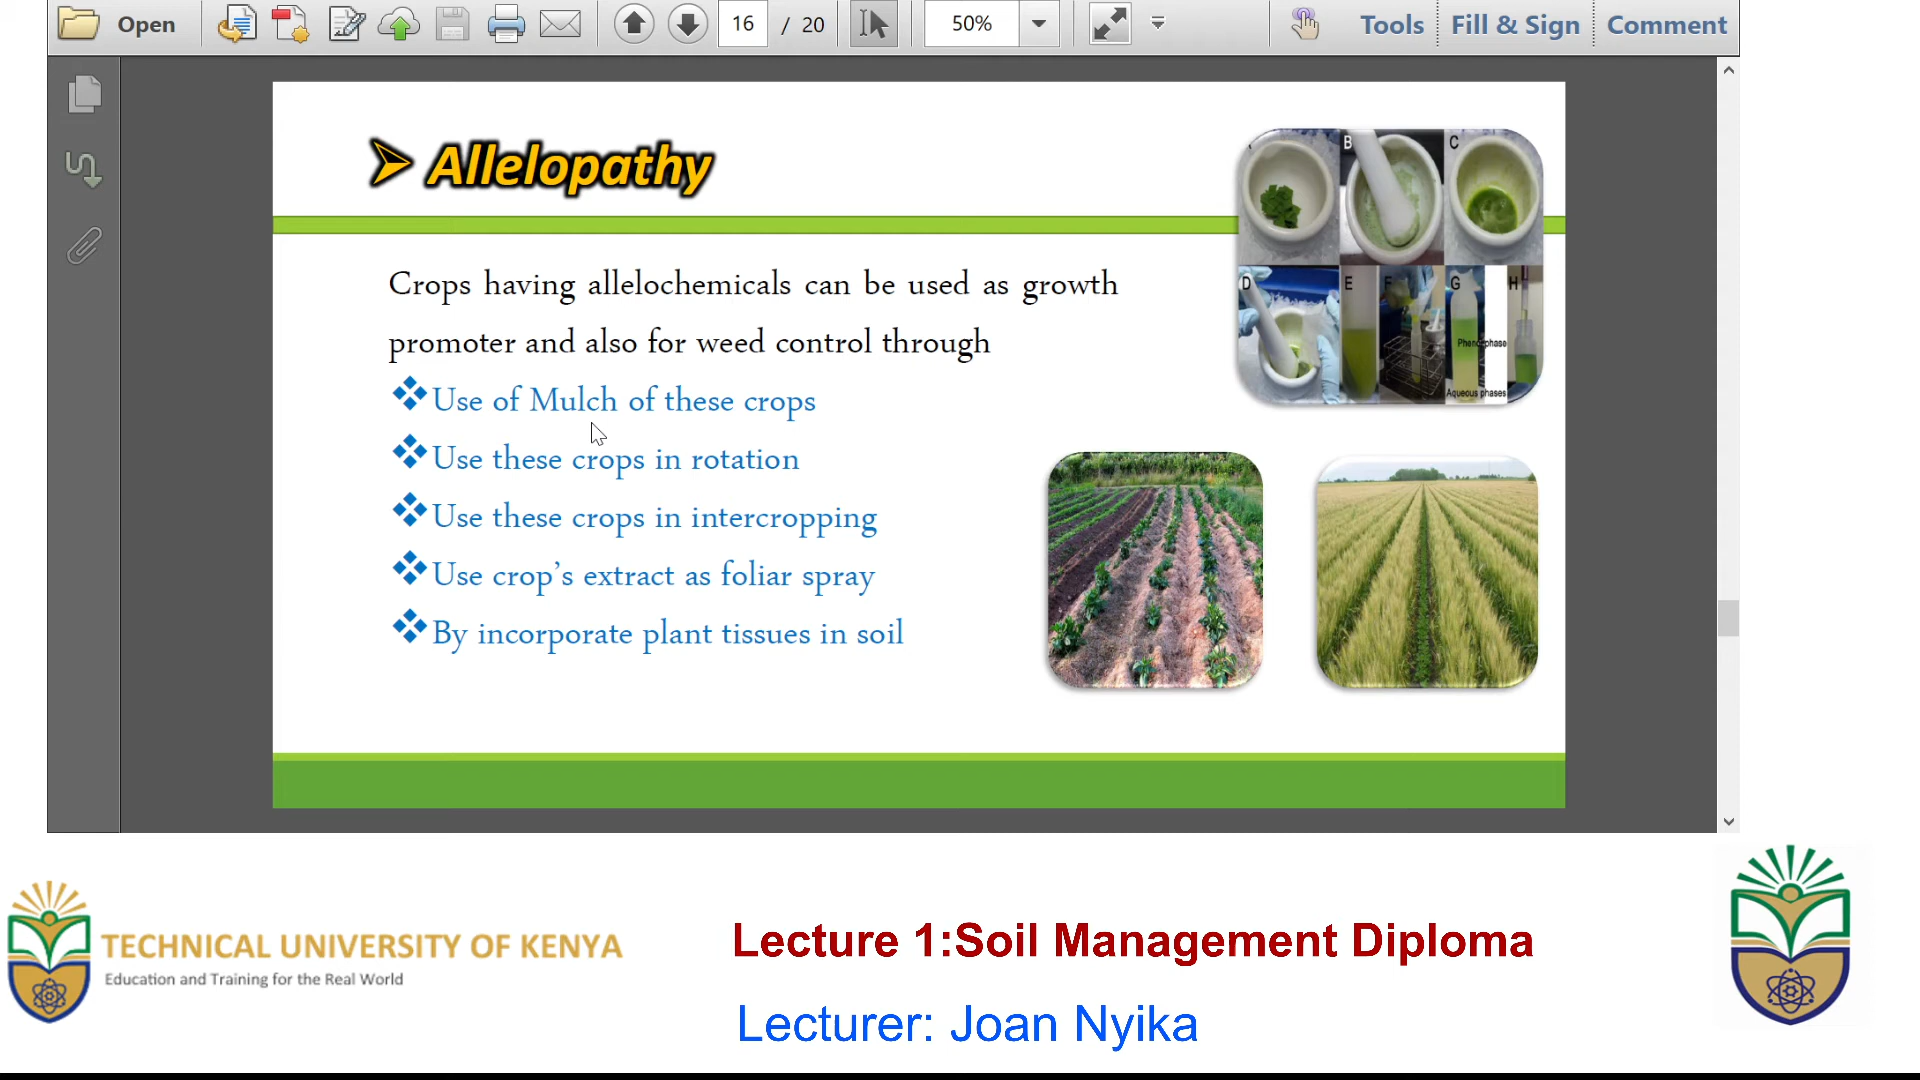 Open
16 / 20
50%
Tools
Fill & Sign
Comment
Allelopathy
Crops having allelochemicals can be used as growth
promoter and also for weed control through
Use of Mulch of these crops
Use these crops in rotation
Use these crops in intercropping
Use crop's extract as foliar spray
By incorporate plant tissues in soil
B
C
D
E
F
G
H
Aqueous phases
TECHNICAL UNIVERSITY OF KENYA
Education and Training for the Real World
Lecture 1:Soil Management Diploma
Lecturer: Joan Nyika